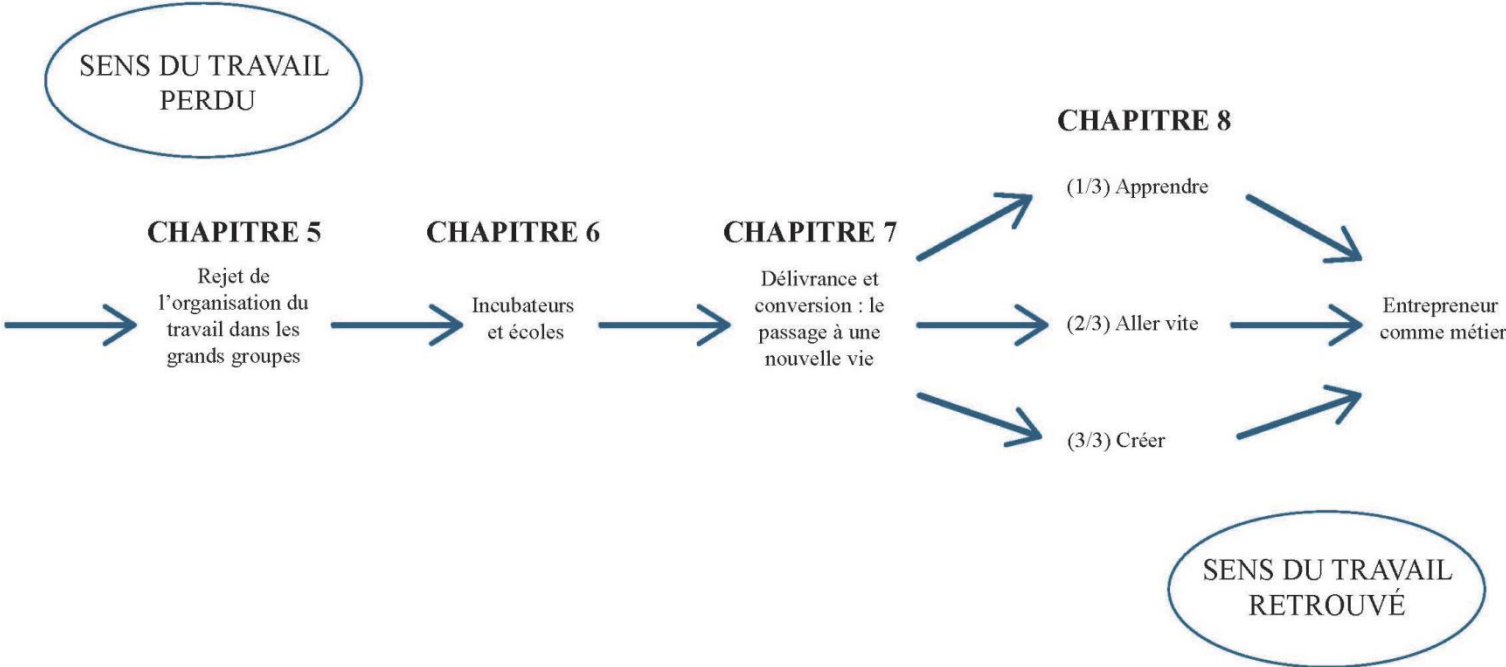 SENS DU TRAVAIL
PERDU
CHAPITRE 5
Rejet de
l’organisation du
travail dans les
grands groupes
CHAPITRE 6
Incubateurs
et écoles
CHAPITRE 7
Délivrance et
conversion : le
passage à une
nouvelle vie
CHAPITRE 8
(1/3) Apprendre
(2/3) Aller vite
(3/3) Créer
Entrepreneur
comme métier
SENS DU TRAVAIL
RETROUVÉ